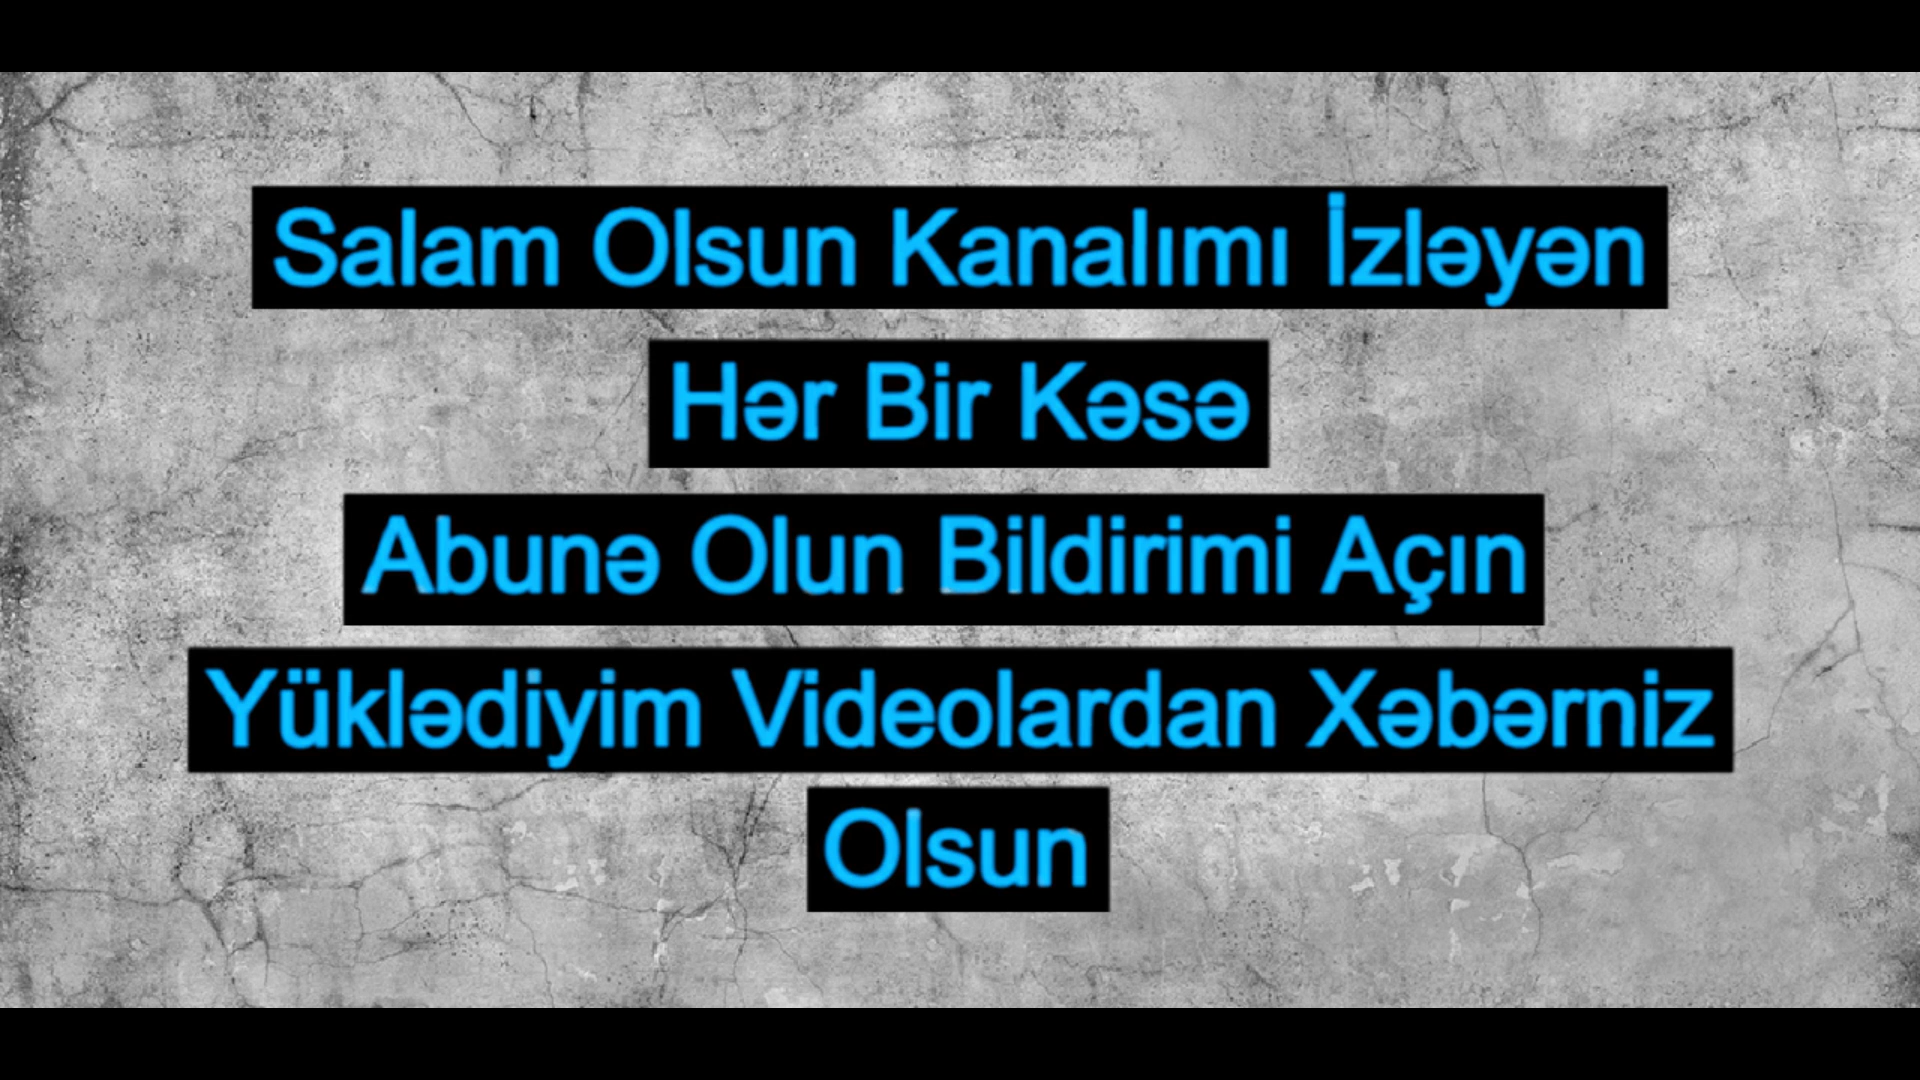 Salam Olsun Kanalımı İzləyən
Hər Bir Kəsə
Abunə Olun Bildirimi Açın
Yüklədiyim Videolardan Xəbərniz
Olsun